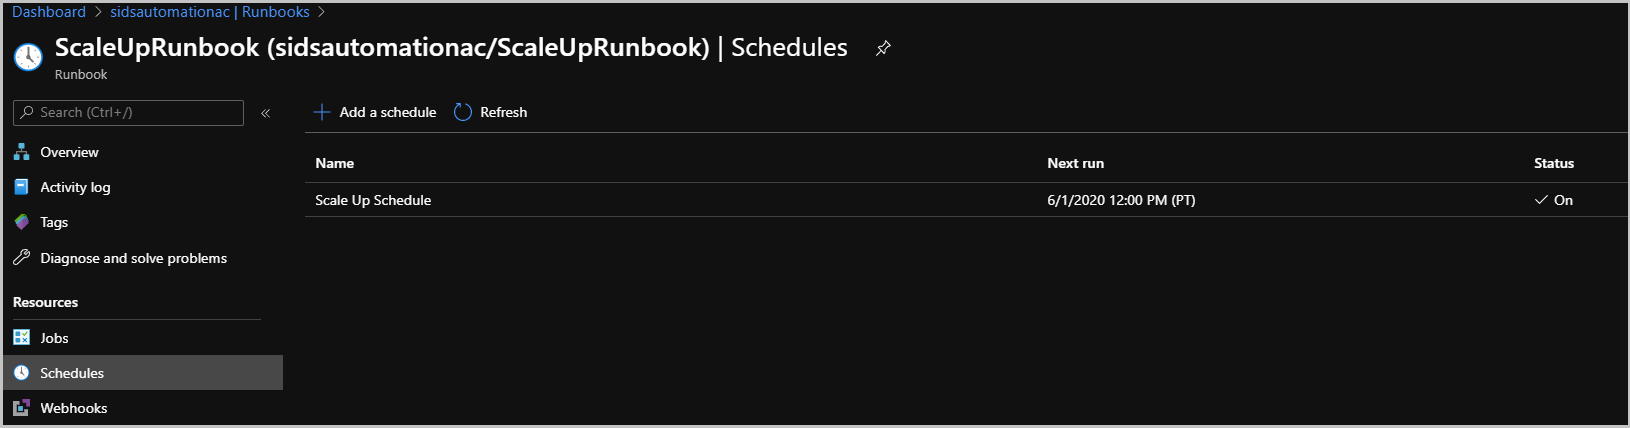 Dashboard > sidsautomationac | Runbooks >
ScaleUpRunbook (sidsautomationac/ScaleUpRunbook) | Schedules
Runbook
Search (Ctrl+/)
«
Overview
Activity log
Tags
Diagnose and solve problems
Resources
Jobs
Schedules
Webhooks
Add a schedule Refresh
Name Next run Status
Scale Up Schedule 6/1/2020 12:00 PM (PT) On